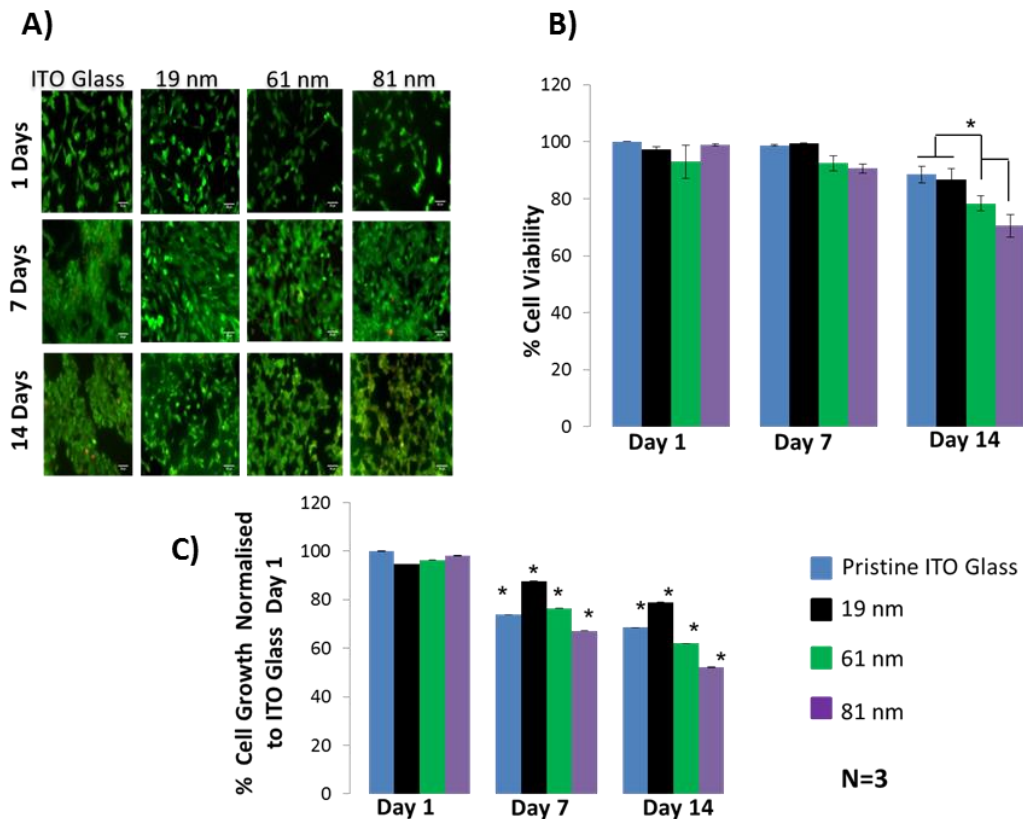 A)
ITO Glass 19 nm 61 nm 81 nm
1 Days
7 Days
14 Days
B)
% Cell Viability
120
100
80
60
40
20
0
*
Day 1 Day 7 Day 14
C)
% Cell Growth Normalised
to ITO Glass Day 1
120
100
80
60
40
20
0
* * * *
* * * *
Day 1 Day 7 Day 14
Pristine ITO Glass
19 nm
61 nm
81 nm
N=3